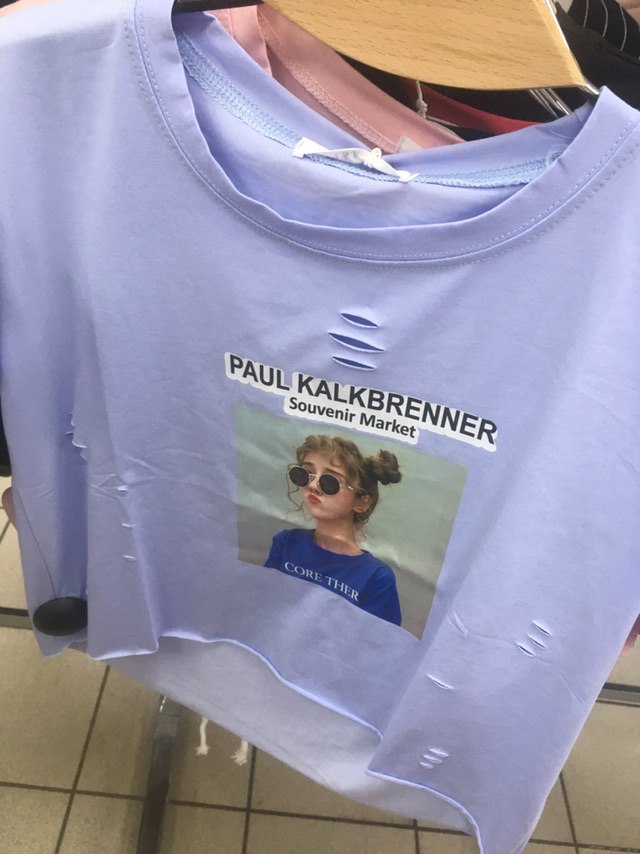 PAUL KALKBRENNER
Souvenir Market
CORE THER